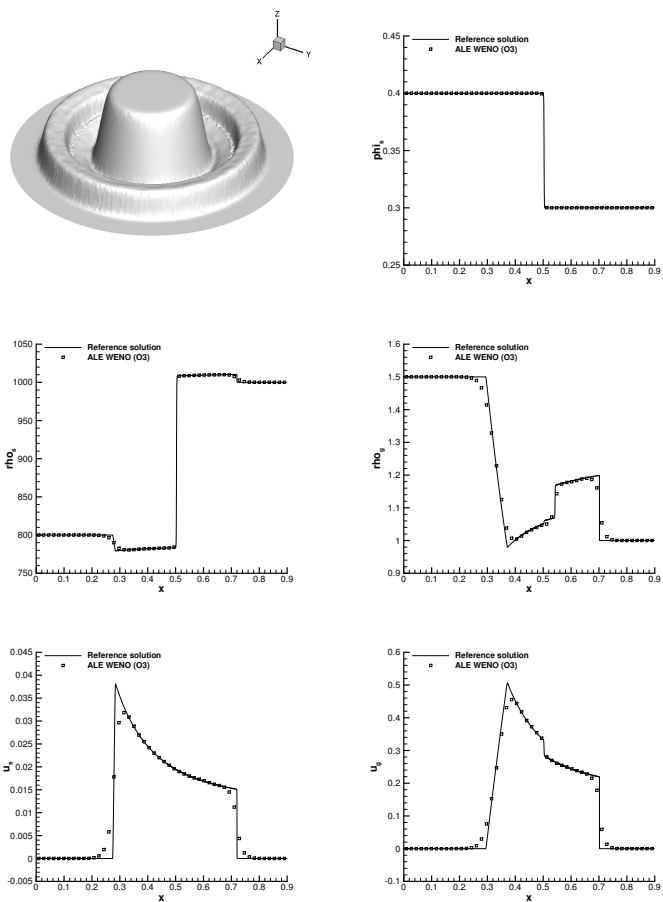 Z
X
Y
Reference solution
ALE WENO (O3)
phi_s
0.45
0.4
0.35
0.3
0.25
0 0.1 0.2 0.3 0.4 0.5 0.6 0.7 0.8 0.9
x
Reference solution
ALE WENO (O3)
rho_s
1050
1000
950
900
850
800
750
0 0.1 0.2 0.3 0.4 0.5 0.6 0.7 0.8 0.9
x
Reference solution
ALE WENO (O3)
rho_g
1.6
1.5
1.4
1.3
1.2
1.1
1
0.9
0 0.1 0.2 0.3 0.4 0.5 0.6 0.7 0.8 0.9
x
Reference solution
ALE WENO (O3)
u_s
0.045
0.04
0.035
0.03
0.025
0.02
0.015
0.01
0.005
0
-0.005
0 0.1 0.2 0.3 0.4 0.5 0.6 0.7 0.8 0.9
x
Reference solution
ALE WENO (O3)
u_g
0.6
0.5
0.4
0.3
0.2
0.1
0
-0.1
0 0.1 0.2 0.3 0.4 0.5 0.6 0.7 0.8 0.9
x